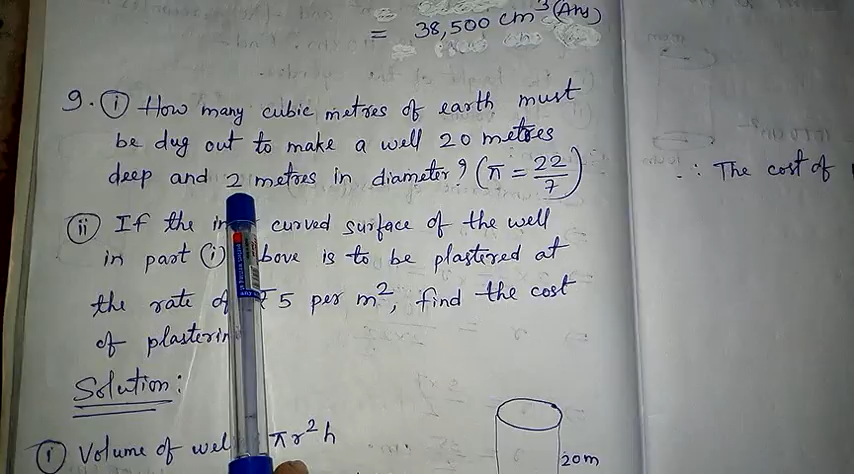 = 38,500 cm³ (Ans)
9. (i) How many cubic metres of earth must
be dug out to make a well 20 metres
deep and 2 metres in diameter? (π = 22/7)
∴ The cost of
(ii) If the in curved surface of the well
in part (i) above is to be plastered at
the rate of ₹5 per m², find the cost
of plasterin
Solution:
(i) Volume of wel πr²h
20m